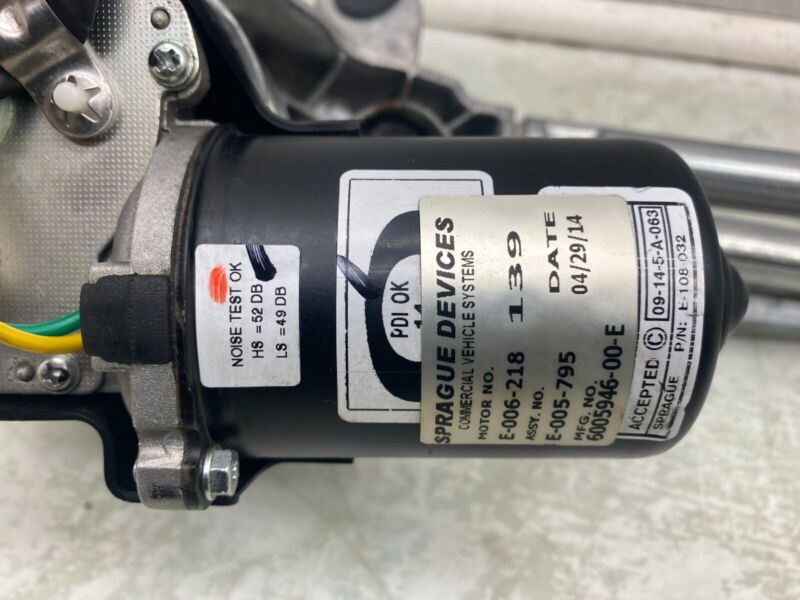 NOISE TEST OK
HS = 52 DB
LS = 49 DB
PDI OK
14
SPRAGUE DEVICES
COMMERCIAL VEHICLE SYSTEMS
MOTOR NO.
E-006-218 139
ASSY. NO. DATE
E-005-795 04/29/14
MFG. NO.
6005946-00-E
ACCEPTED C 09-14-5-A-063
SPRAGUE P/N: E-108-032